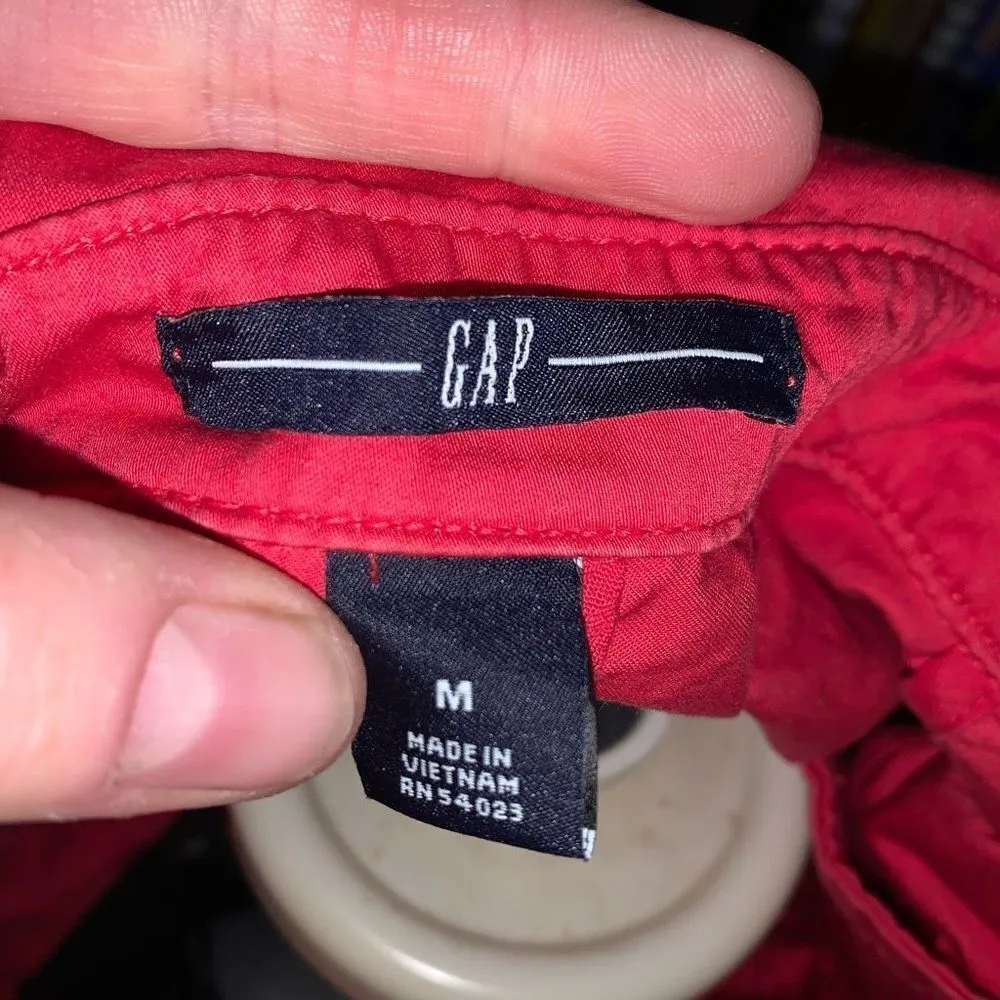 GAP
M
MADE IN
VIETNAM
RN 54023